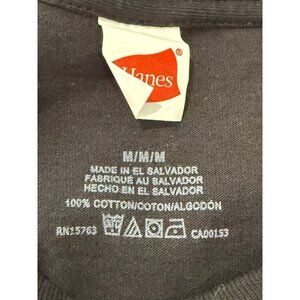 Hanes
®
M/M/M
MADE IN EL SALVADOR
FABRIQUÉ AU SALVADOR
HECHO EN EL SALVADOR
100% COTTON/COTON/ALGODÓN
RN15763 CA00153